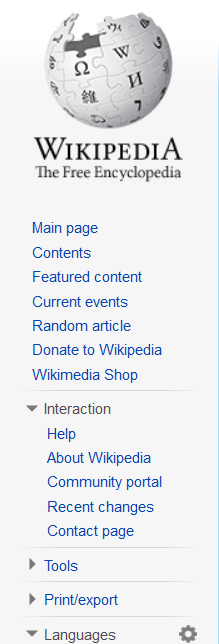 Ω W И
維
WIKIPEDIA
The Free Encyclopedia
Main page
Contents
Featured content
Current events
Random article
Donate to Wikipedia
Wikimedia Shop
Interaction
Help
About Wikipedia
Community portal
Recent changes
Contact page
Tools
Print/export
Languages